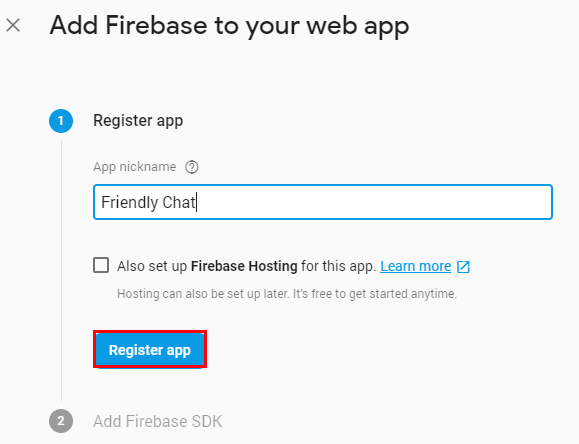 Add Firebase to your web app
1 Register app
App nickname
Friendly Chat
Also set up Firebase Hosting for this app. Learn more
Hosting can also be set up later. It's free to get started anytime.
Register app
2 Add Firebase SDK